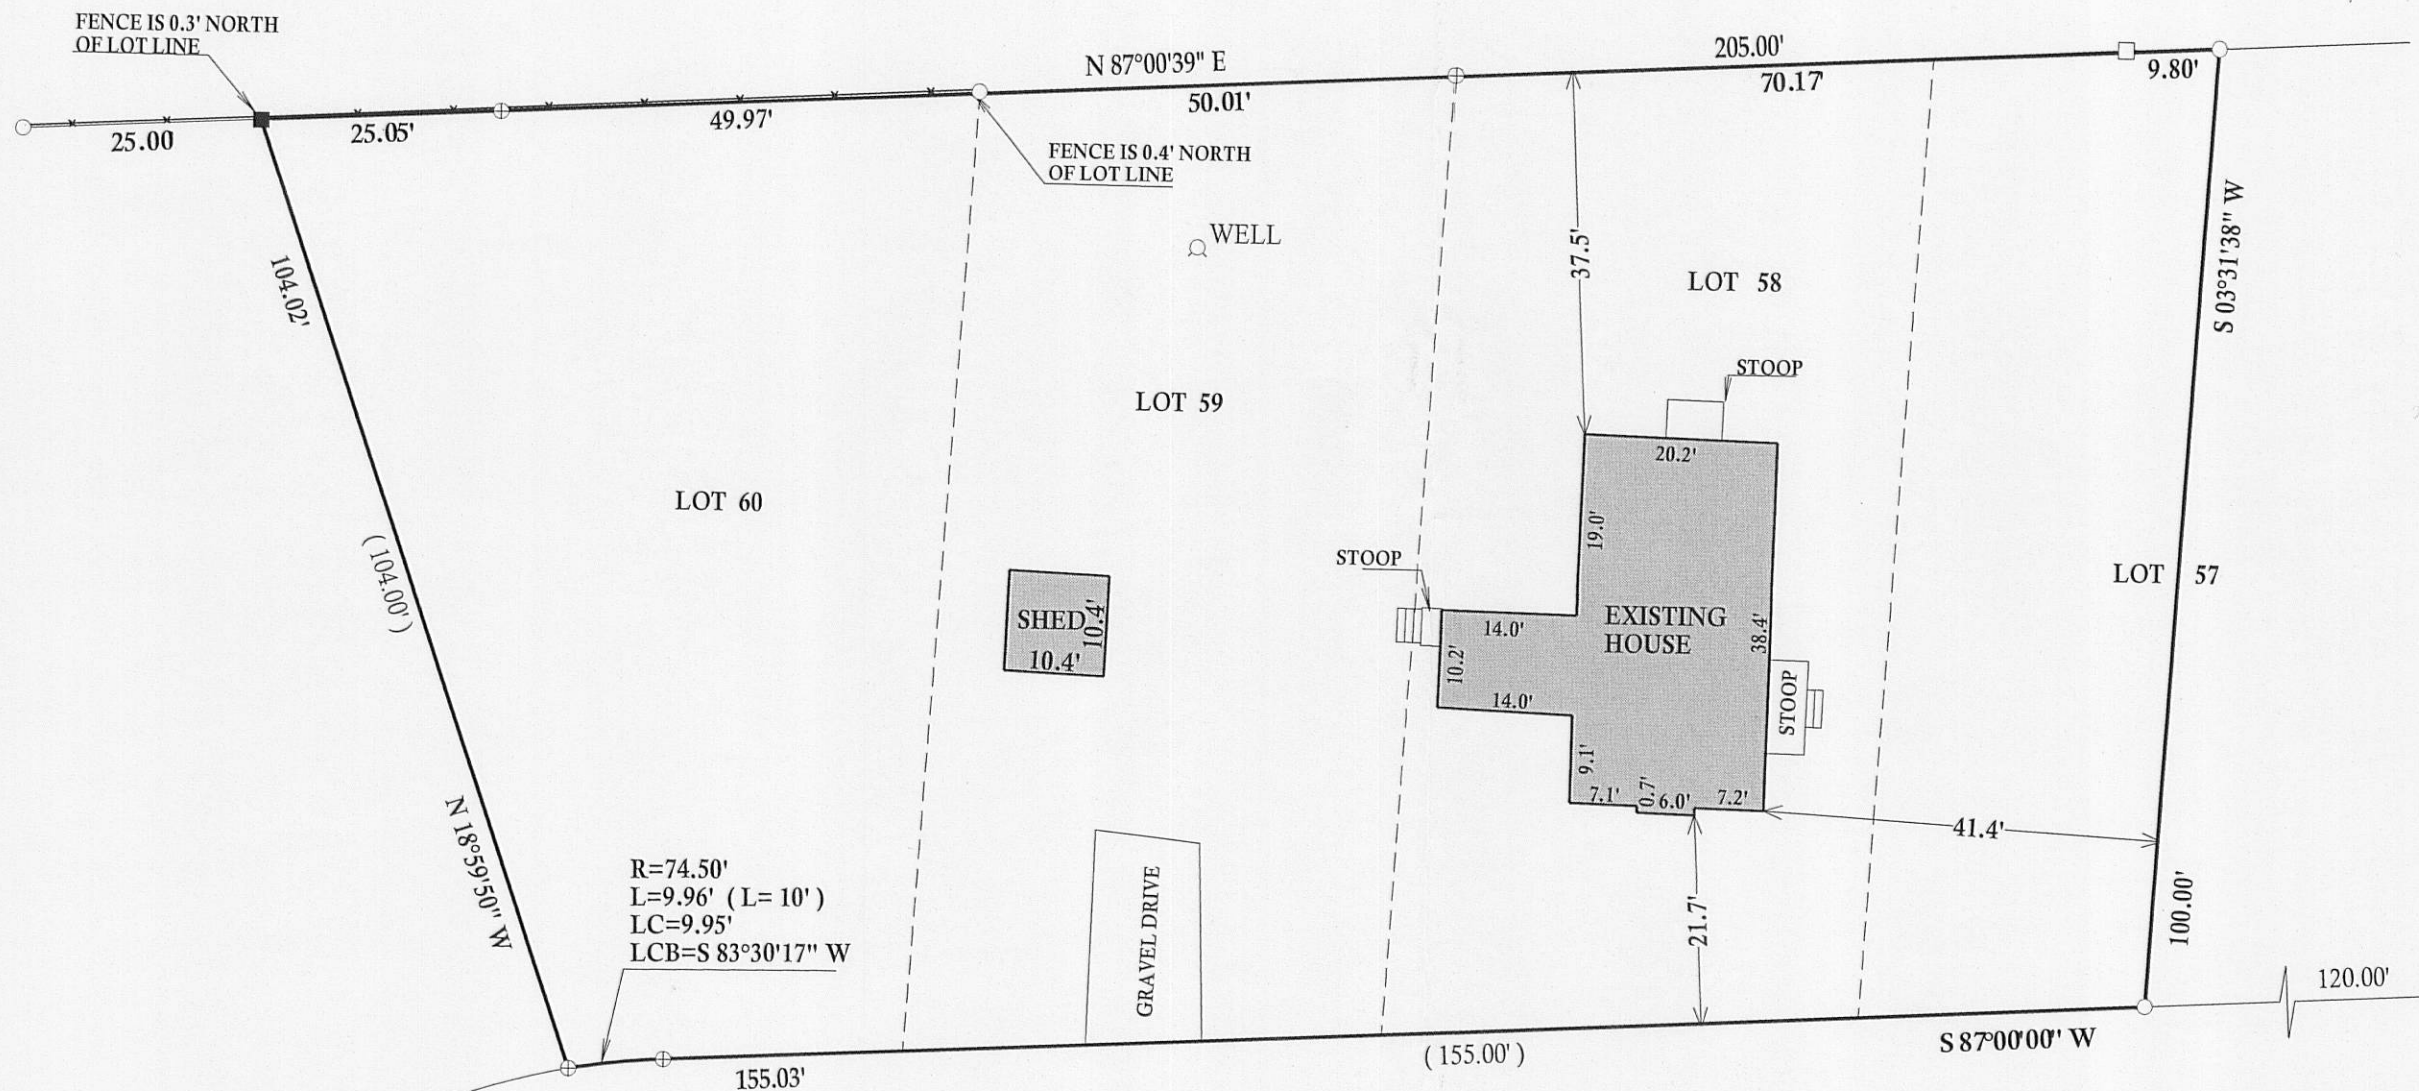 FENCE IS 0.3' NORTH
OF LOT LINE
N 87°00'39" E
205.00'
25.00
25.05'
49.97'
50.01'
70.17'
9.80'
FENCE IS 0.4' NORTH
OF LOT LINE
WELL
104.02'
37.5'
LOT 58
S 03°31'38" W
STOOP
LOT 59
20.2'
LOT 60
19.0'
(104.00')
STOOP
LOT 57
SHED
10.4'
10.4'
14.0'
EXISTING
HOUSE
38.4'
10.2'
14.0'
STOOP
9.1'
7.1'
0.7'
6.0'
7.2'
41.4'
N 18°59'50" W
R=74.50'
L=9.96' ( L= 10' )
LC=9.95'
LCB=S 83°30'17" W
GRAVEL DRIVE
21.7'
100.00'
120.00'
S 87°00'00" W
( 155.00' )
155.03'